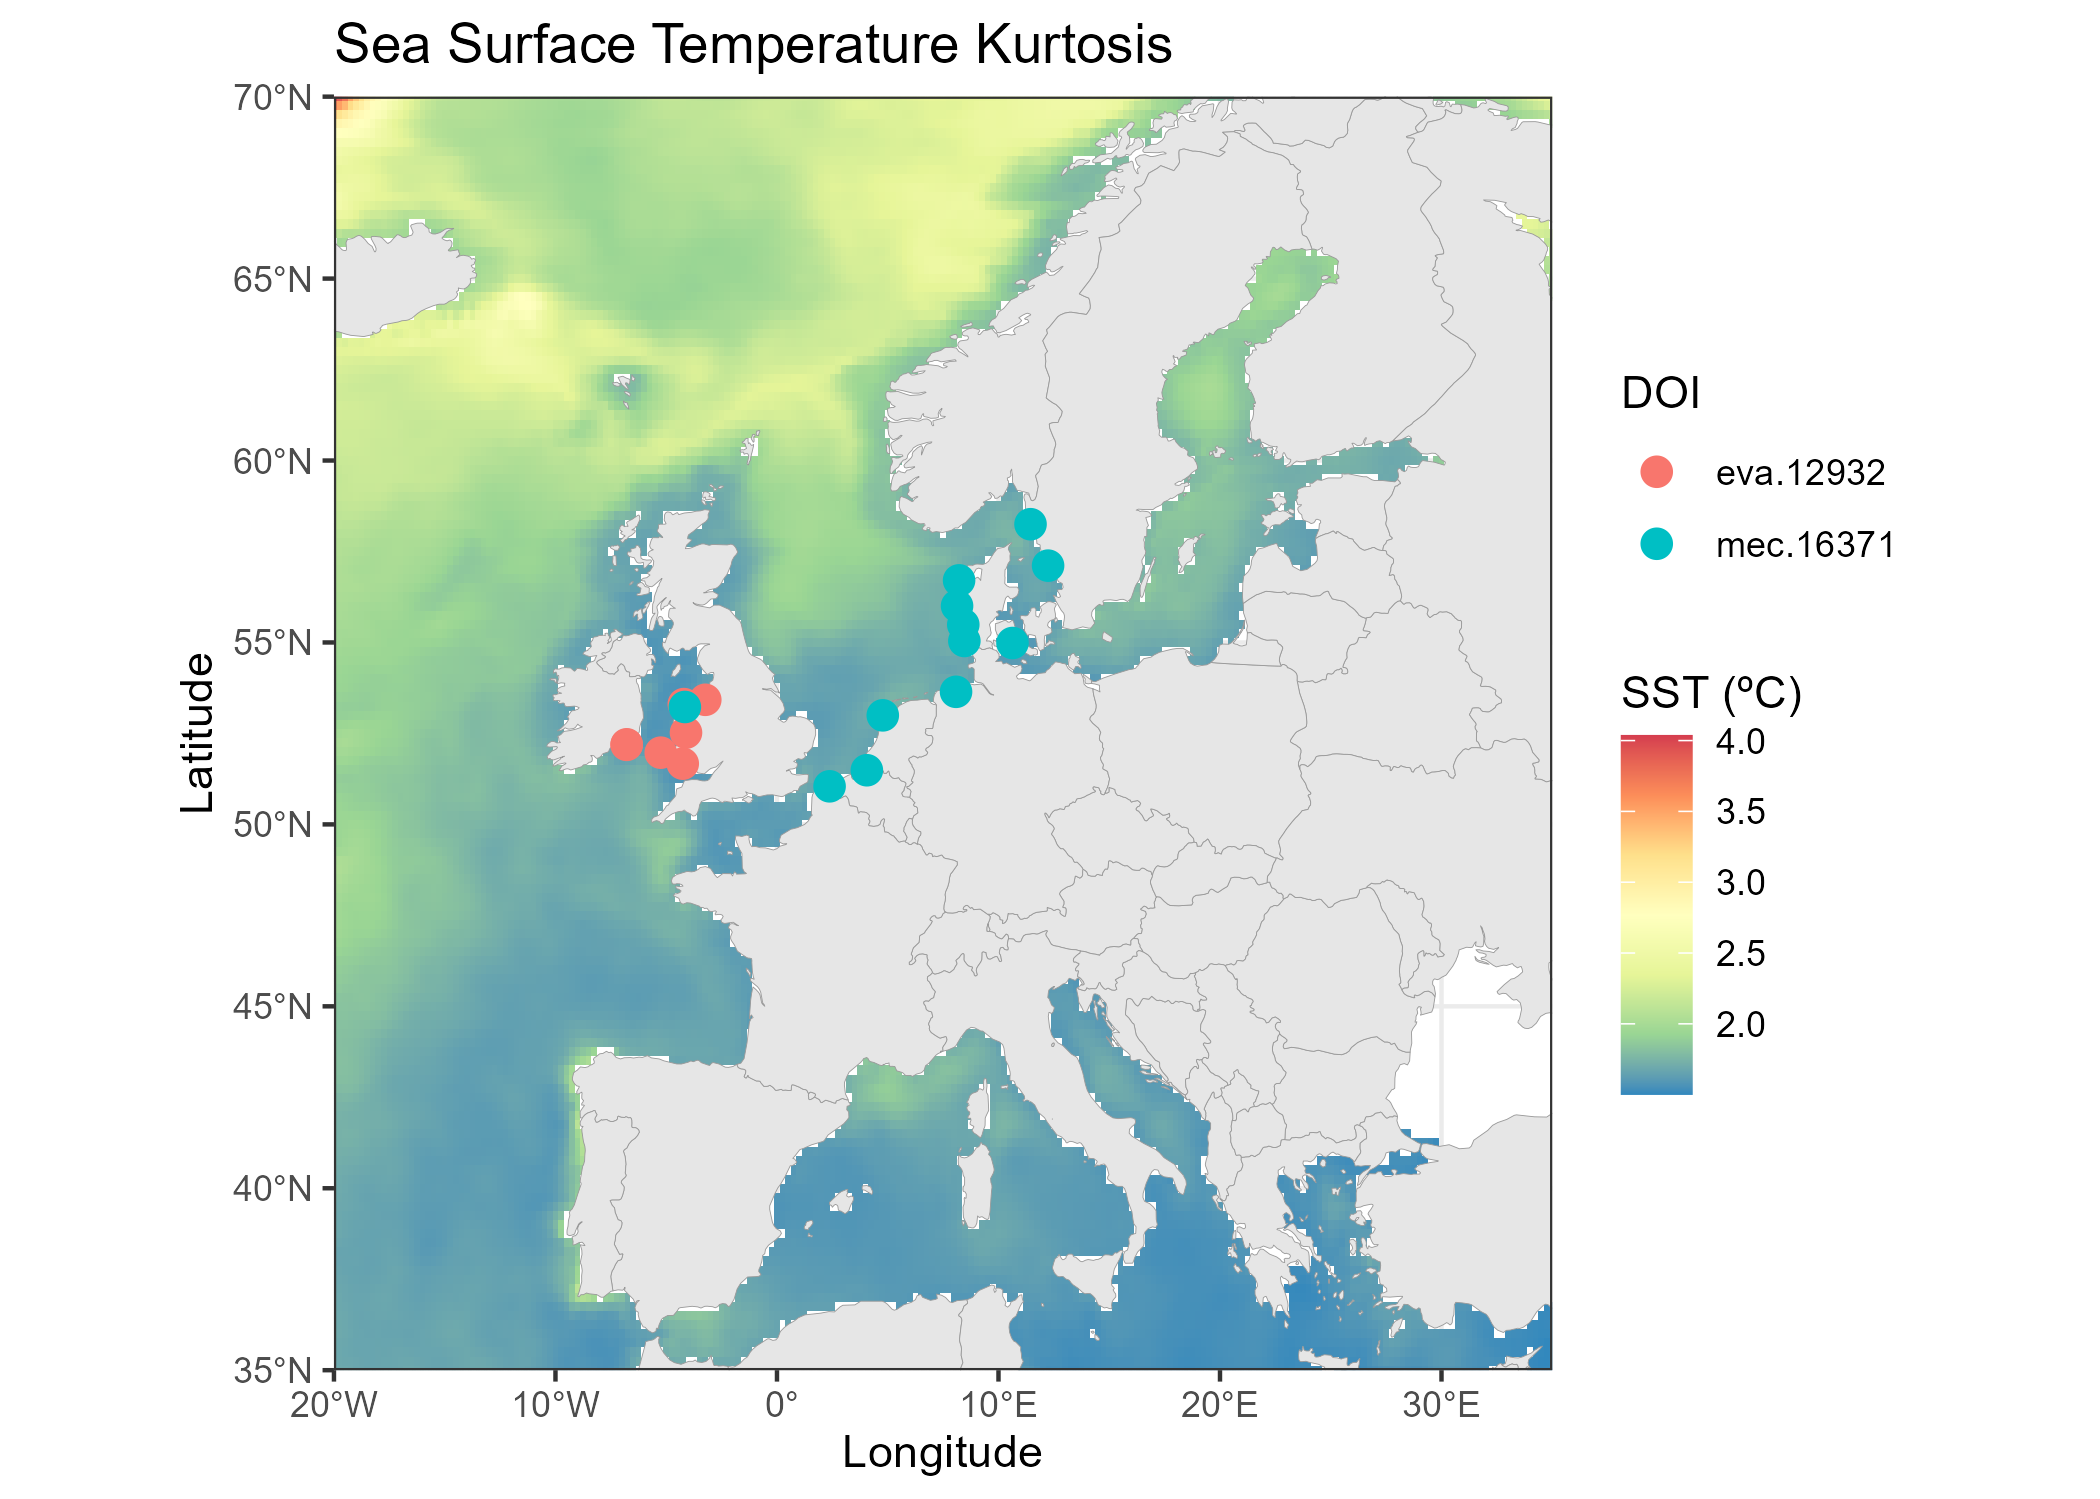 Sea Surface Temperature Kurtosis
70°N
65°N
60°N
55°N
50°N
45°N
40°N
35°N
Latitude
20°W
10°W
0°
10°E
20°E
30°E
Longitude
DOI
eva.12932
mec.16371
SST (ºC)
4.0
3.5
3.0
2.5
2.0